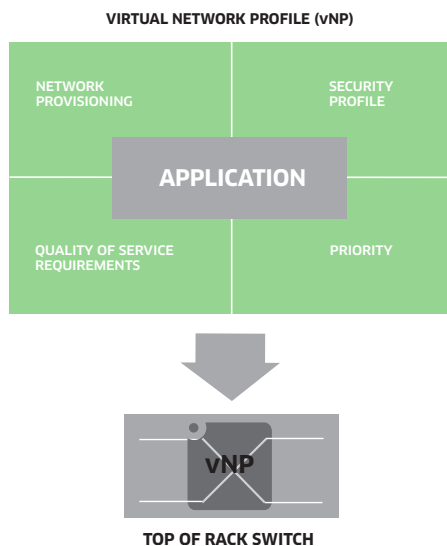 VIRTUAL NETWORK PROFILE (vNP)
NETWORK
PROVISIONING
SECURITY
PROFILE
APPLICATION
QUALITY OF SERVICE
REQUIREMENTS
PRIORITY
vNP
TOP OF RACK SWITCH